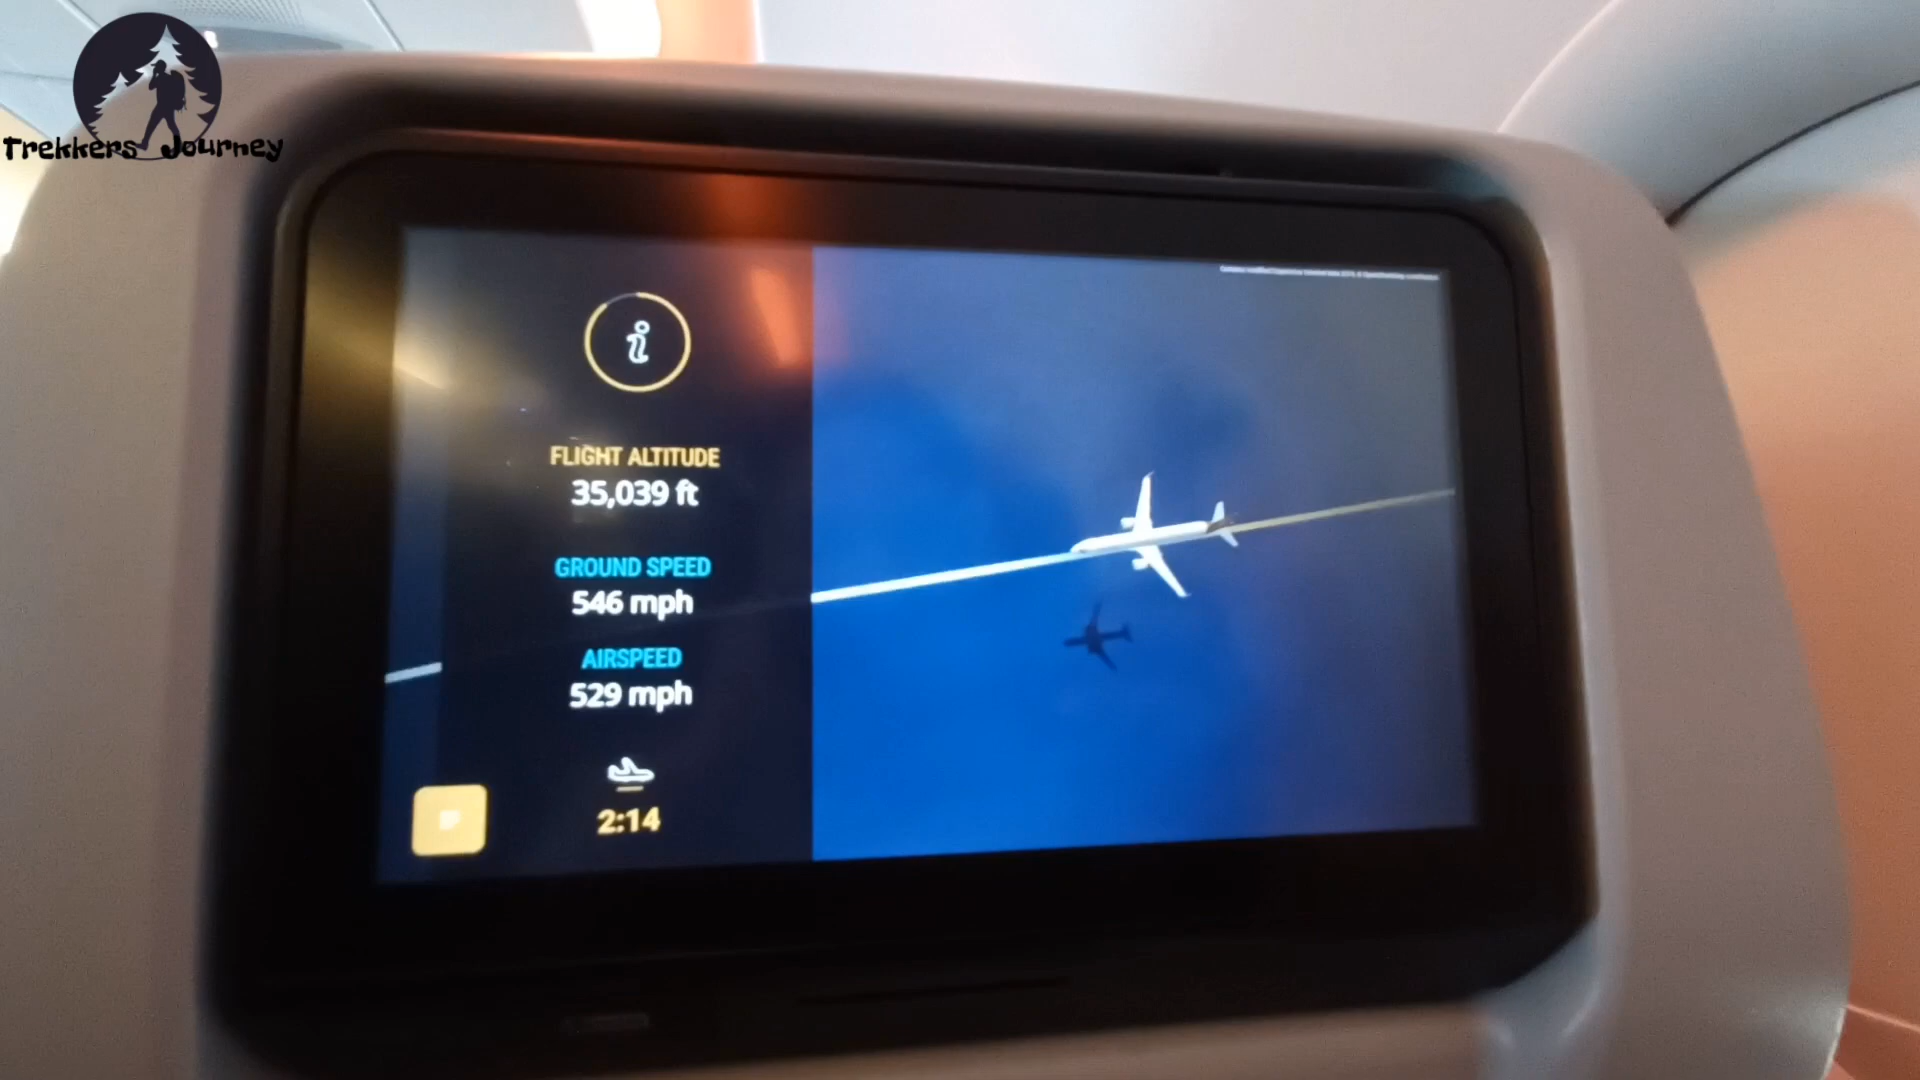 Trekkers Journey
FLIGHT ALTITUDE
35,039 ft
GROUND SPEED
546 mph
AIRSPEED
529 mph
2:14